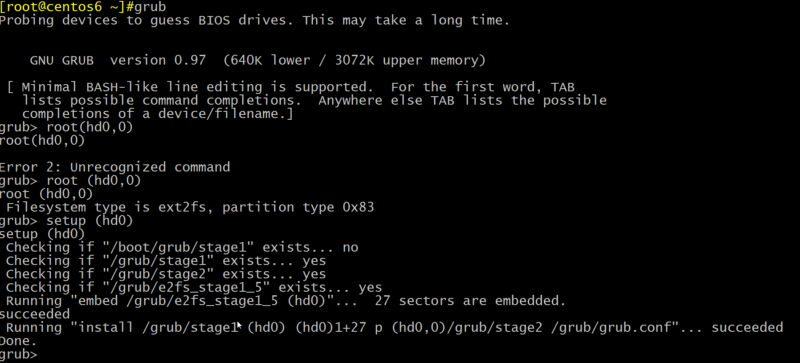 [root@centos6 ~]#grub
Probing devices to guess BIOS drives. This may take a long time.
GNU GRUB  version 0.97  (640K lower / 3072K upper memory)
[ Minimal BASH-like line editing is supported.  For the first word, TAB
lists possible command completions.  Anywhere else TAB lists the possible
completions of a device/filename.]
grub> root(hd0,0)
root(hd0,0)
Error 2: Unrecognized command
grub> root (hd0,0)
root (hd0,0)
Filesystem type is ext2fs, partition type 0x83
grub> setup (hd0)
setup (hd0)
Checking if "/boot/grub/stage1" exists... no
Checking if "/grub/stage1" exists... yes
Checking if "/grub/stage2" exists... yes
Checking if "/grub/e2fs_stage1_5" exists... yes
Running "embed /grub/e2fs_stage1_5 (hd0)"...  27 sectors are embedded.
succeeded
Running "install /grub/stage1 (hd0) (hd0)1+27 p (hd0,0)/grub/stage2 /grub/grub.conf"... succeeded
Done.
grub>